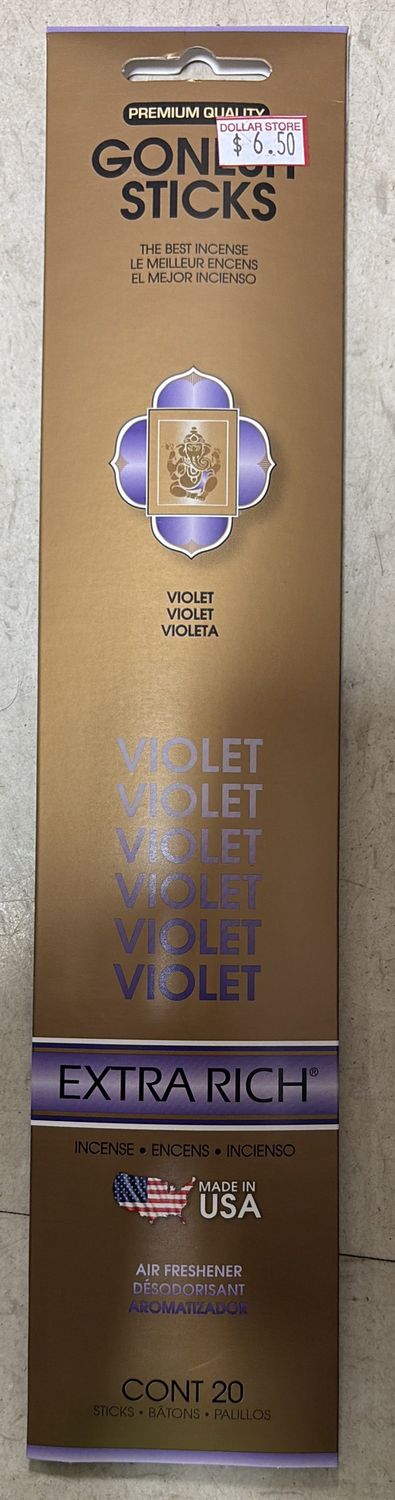 PREMIUM QUALITY
DOLLAR STORE
$ 6.50
STICKS
THE BEST INCENSE
LE MEILLEUR ENCENS
EL MEJOR INCIENSO
VIOLET
VIOLET
VIOLETA
VIOLET
VIOLET
VIOLET
VIOLET
VIOLET
VIOLET
EXTRA RICH®
INCENSE • ENCENS • INCIENSO
MADE IN
USA
AIR FRESHENER
DÉSODORISANT
AROMATIZADOR
CONT 20
STICKS • BÂTONS • PALILLOS